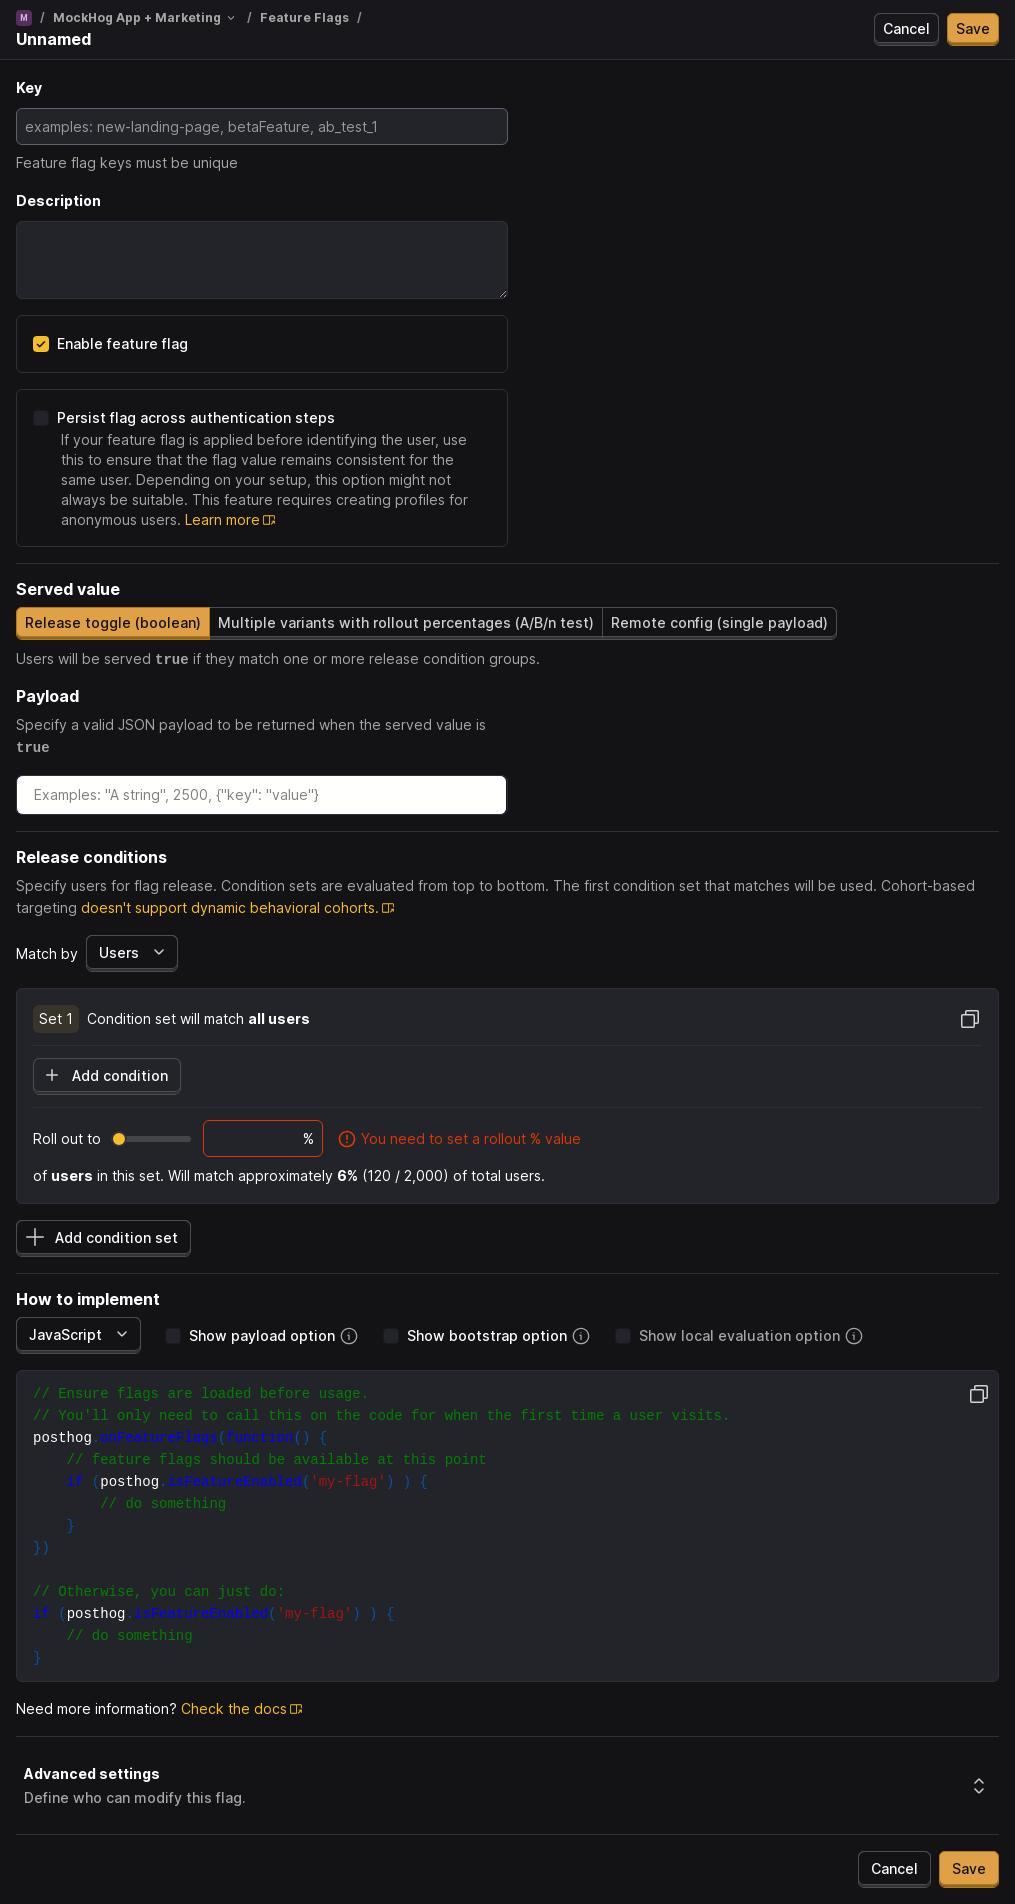 M / MockHog App + Marketing / Feature Flags /
Unnamed
Cancel Save
Key
examples: new-landing-page, betaFeature, ab_test_1
Feature flag keys must be unique
Description
Enable feature flag
Persist flag across authentication steps
If your feature flag is applied before identifying the user, use
this to ensure that the flag value remains consistent for the
same user. Depending on your setup, this option might not
always be suitable. This feature requires creating profiles for
anonymous users. Learn more
Served value
Release toggle (boolean) Multiple variants with rollout percentages (A/B/n test) Remote config (single payload)
Users will be served true if they match one or more release condition groups.
Payload
Specify a valid JSON payload to be returned when the served value is
true
Examples: "A string", 2500, {"key": "value"}
Release conditions
Specify users for flag release. Condition sets are evaluated from top to bottom. The first condition set that matches will be used. Cohort-based
targeting doesn't support dynamic behavioral cohorts.
Match by Users
Set 1 Condition set will match all users
Add condition
Roll out to % You need to set a rollout % value
of users in this set. Will match approximately 6% (120 / 2,000) of total users.
Add condition set
How to implement
JavaScript Show payload option Show bootstrap option Show local evaluation option
// Ensure flags are loaded before usage.
// You'll only need to call this on the code for when the first time a user visits.
posthog.onFeatureFlags(function() {
    // feature flags should be available at this point
    if (posthog.isFeatureEnabled('my-flag') ) {
        // do something
    }
})
// Otherwise, you can just do:
if (posthog.isFeatureEnabled('my-flag') ) {
    // do something
}
Need more information? Check the docs
Advanced settings
Define who can modify this flag.
Cancel Save